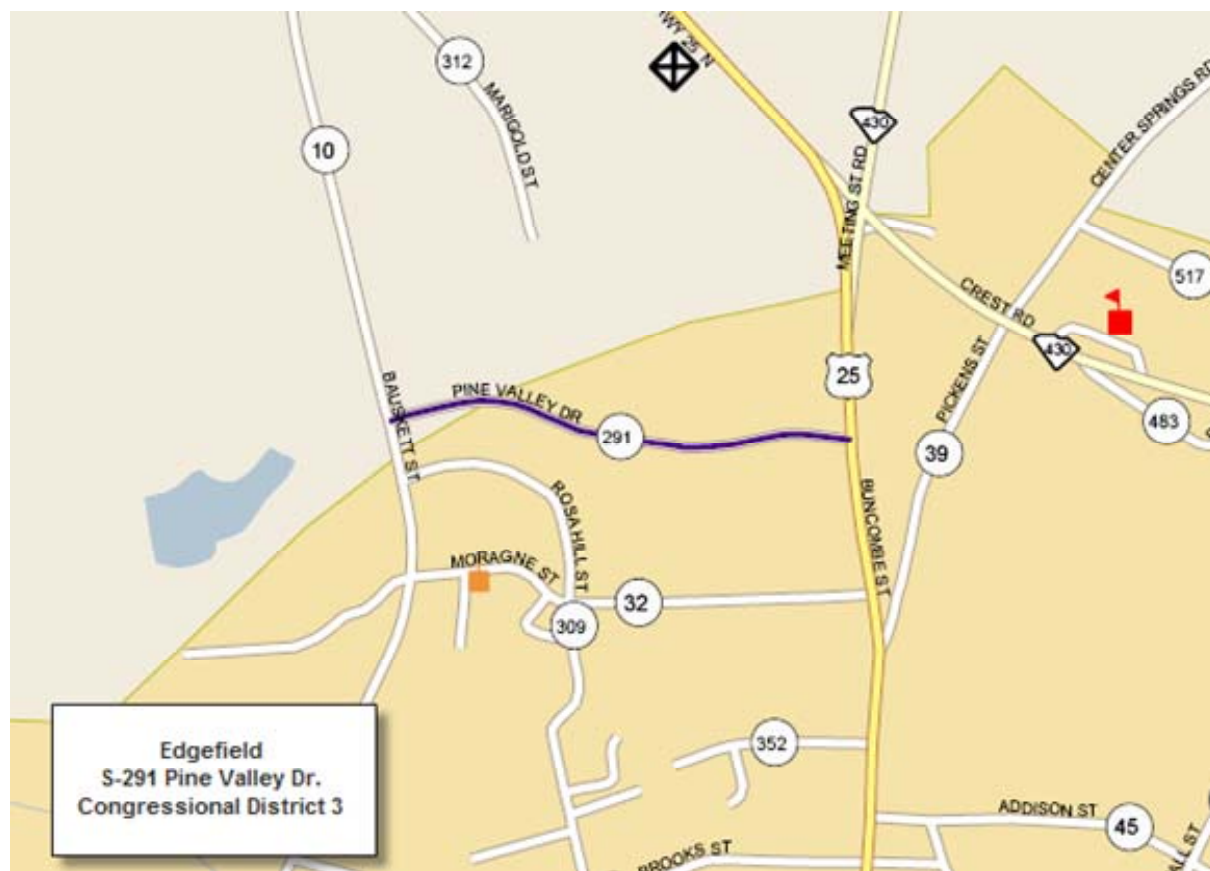 HWY 25 N
312
MARIGOLD ST
430
10
MEETING ST RD
CENTER SPRINGS RD
517
CREST RD
430
25
PICKENS ST
BAUSKETT ST
PINE VALLEY DR
291
483
39
ROSA HILL ST
BUNCOMBE ST
MORAGNE ST
32
309
352
Edgefield
S-291 Pine Valley Dr.
Congressional District 3
ADDISON ST
45
BROOKS ST